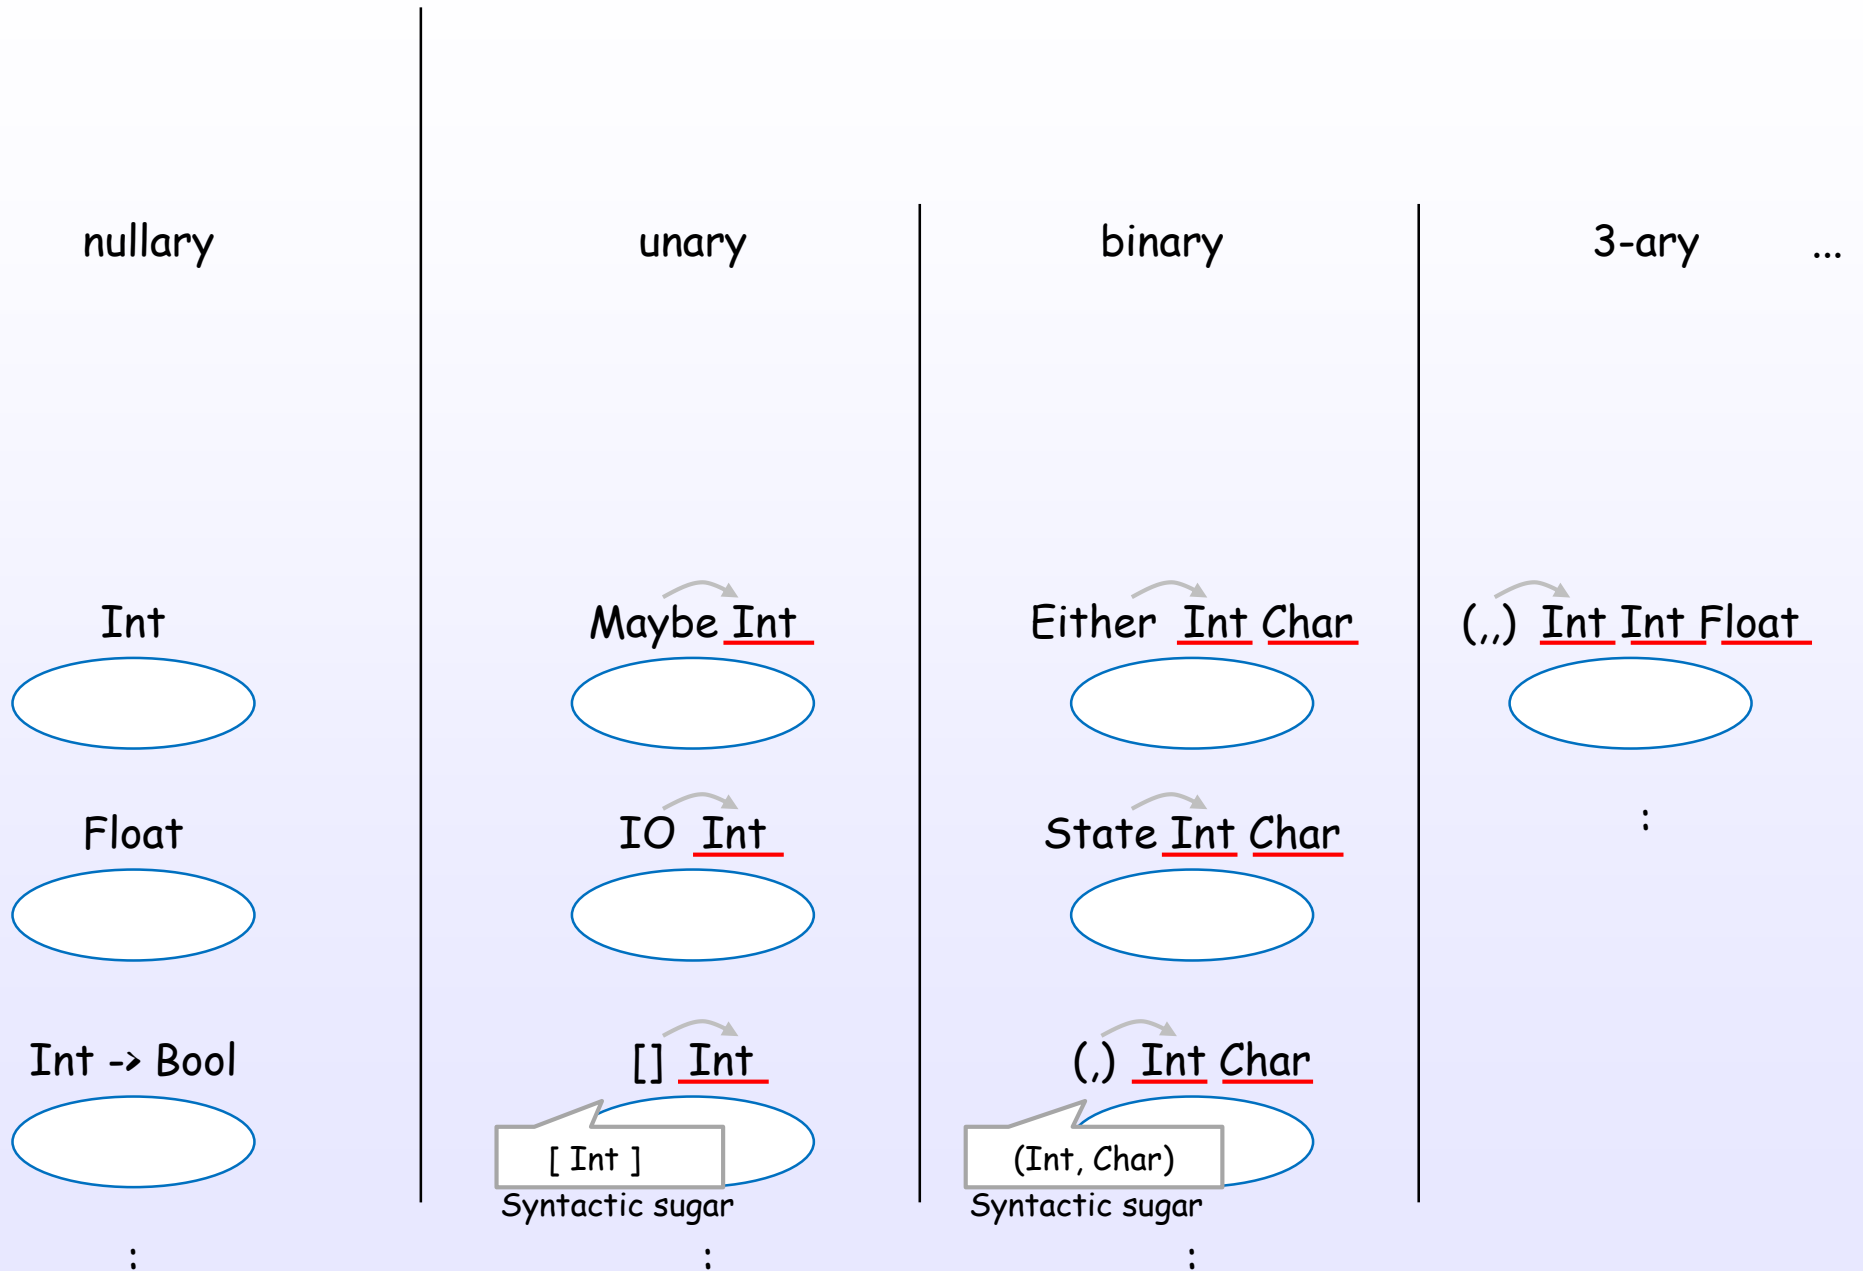 nullary unary binary 3-ary ...
Int Maybe Int Either Int Char (,,) Int Int Float
Float IO Int State Int Char :
Int -> Bool [] Int (,) Int Char
[ Int ] (Int, Char)
Syntactic sugar Syntactic sugar
: : :